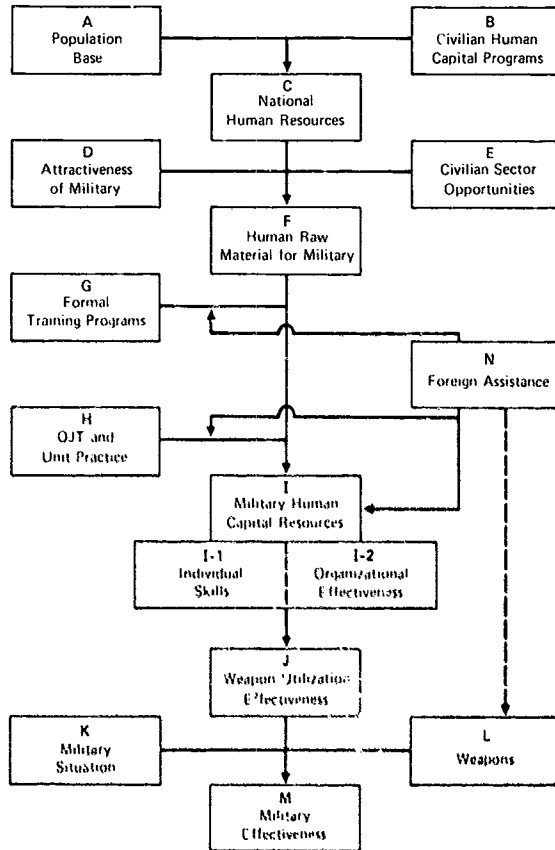 A
Population
Base
B
Civilian Human
Capital Programs
C
National
Human Resources
D
Attractiveness
of Military
E
Civilian Sector
Opportunities
F
Human Raw
Material for Military
G
Formal
Training Programs
N
Foreign Assistance
H
OJT and
Unit Practice
I
Military Human
Capital Resources
I-1
Individual
Skills
I-2
Organizational
Effectiveness
J
Weapon Utilization
Effectiveness
K
Military
Situation
L
Weapons
M
Military
Effectiveness